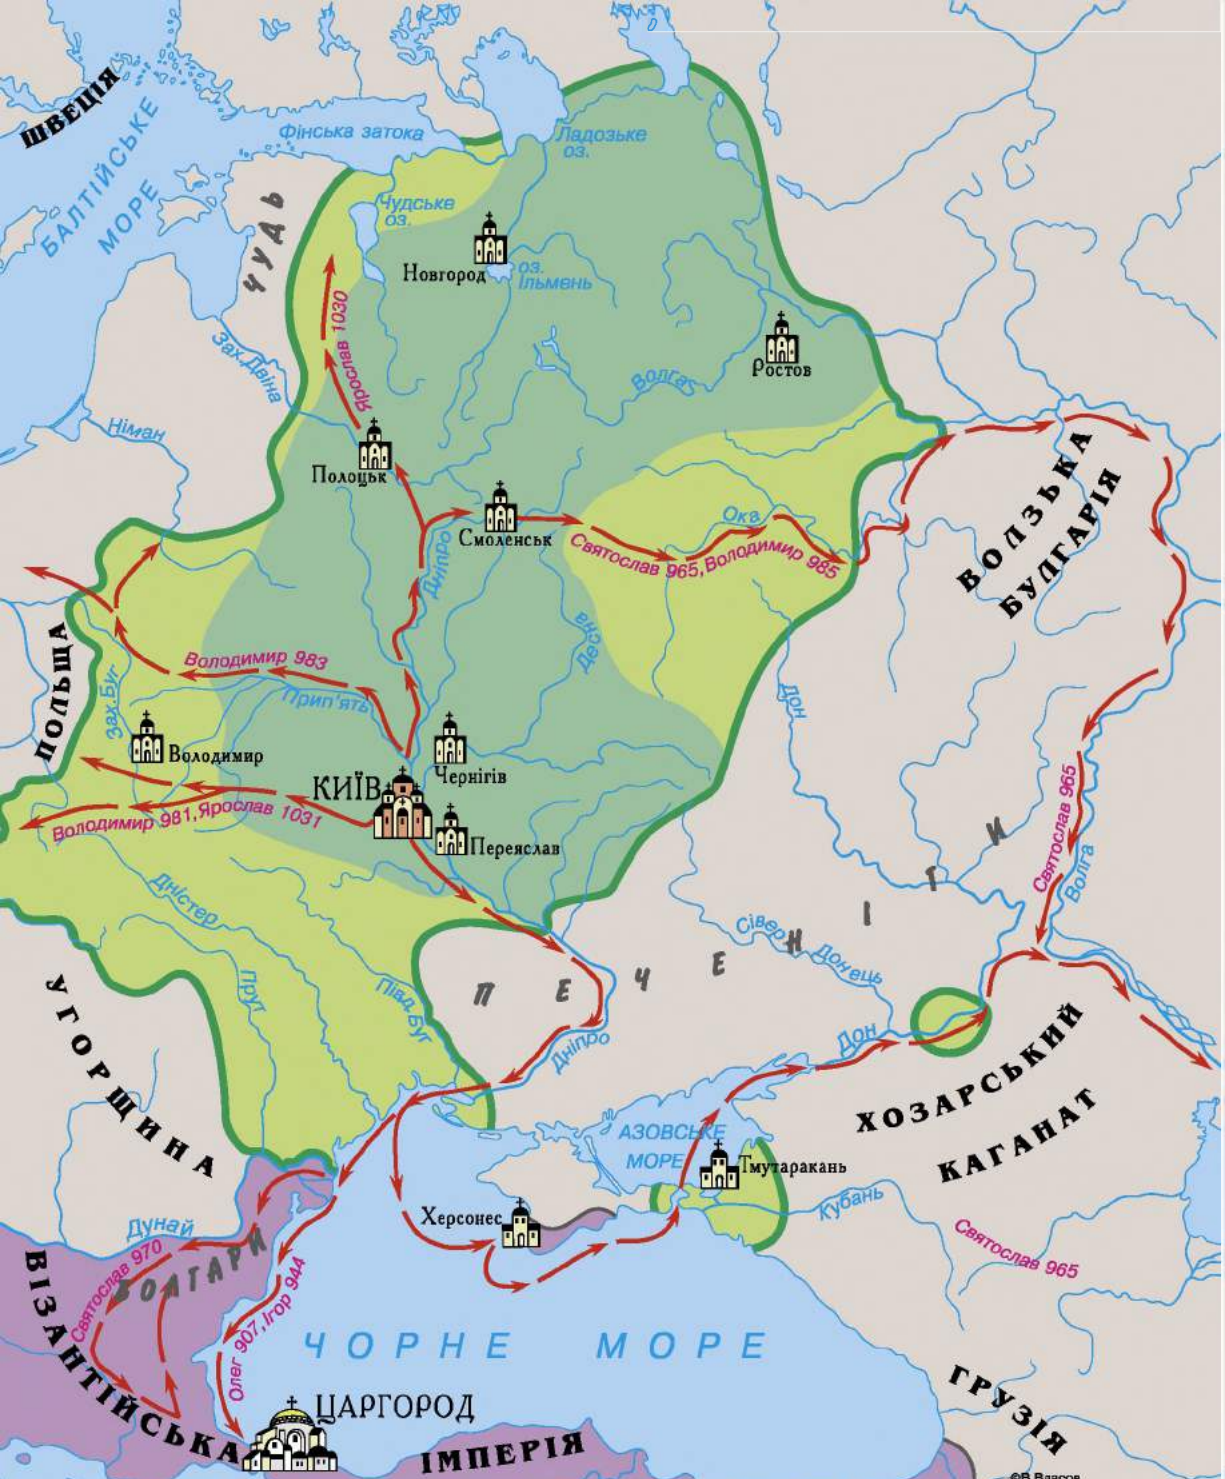 ШВЕЦІЯ
БАЛТІЙСЬКЕ
МОРЕ
Фінська затока
Ладозьке
оз.
ЧУДЬ
Чудське
оз.
Новгород
оз.
Ільмень
Ярослав 1030
Зах.Двіна
Ростов
Волга
Німан
Полоцьк
Смоленськ
Ока
Святослав 965,Володимир 985
ВОЛЗЬКА
БУЛГАРІЯ
Дніпро
Десна
ПОЛЬЩА
Зах.Буг
Володимир 983
Прип'ять
Дон
Володимир
Чернігів
КИЇВ
Переяслав
Володимир 981,Ярослав 1031
Святослав 965
Волга
Дністер
Прут
Півд.Буг
ПЕЧЕНІГИ
Сівер. Донець
УГОРЩИНА
Дніпро
Дон
ХОЗАРСЬКИЙ
КАГАНАТ
АЗОВСЬКЕ
МОРЕ
Тмутаракань
Кубань
Херсонес
Дунай
Святослав 970
БОЛГАРИ
Святослав 965
Олег 907,Ігор 944
ЧОРНЕ МОРЕ
ВІЗАНТІЙСЬКА
ІМПЕРІЯ
ЦАРГОРОД
ГРУЗІЯ
©В.Власов